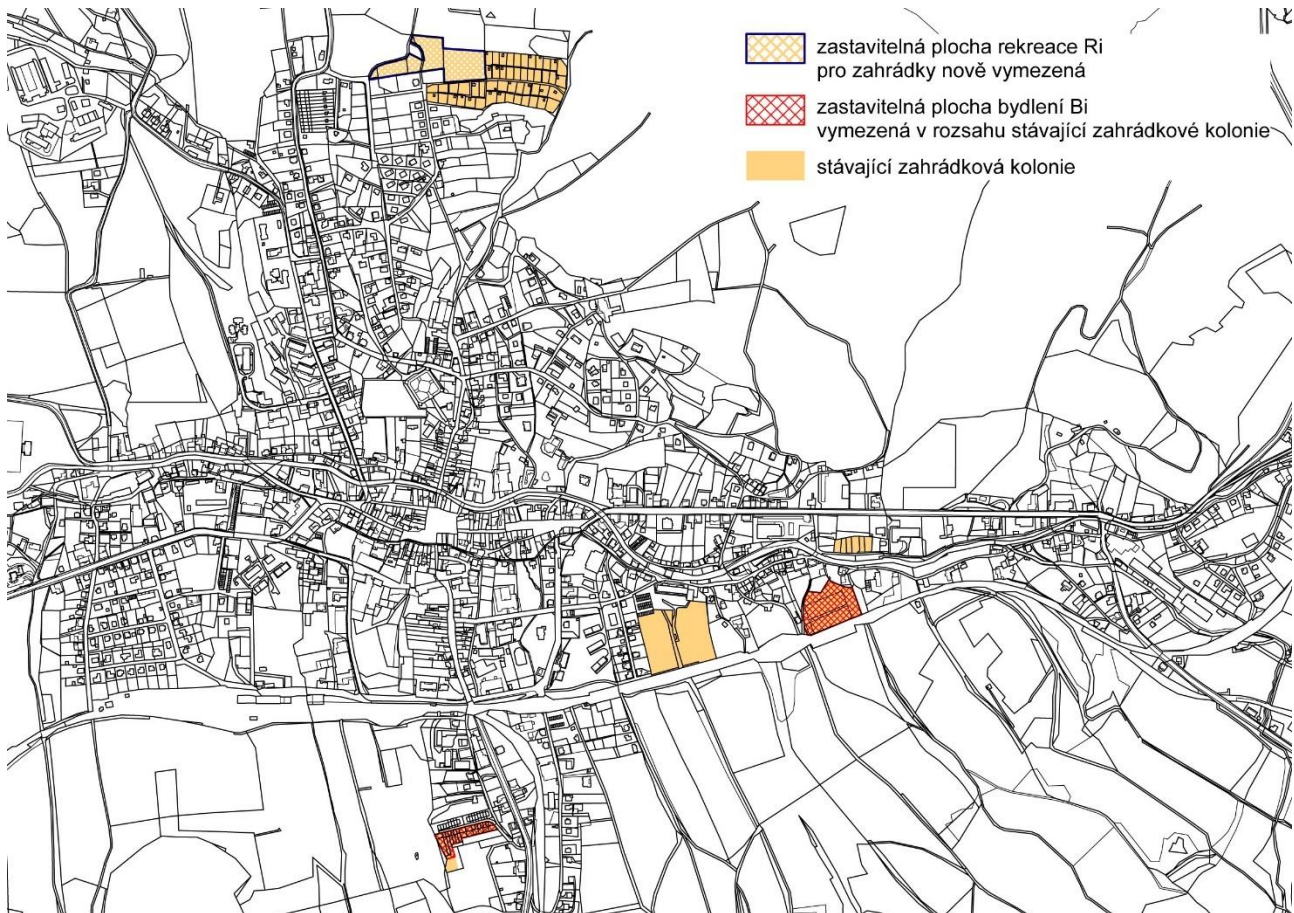 zastavitelná plocha rekreace Ri
pro zahrádky nově vymezená
zastavitelná plocha bydlení Bi
vymezená v rozsahu stávající zahrádkové kolonie
stávající zahrádková kolonie